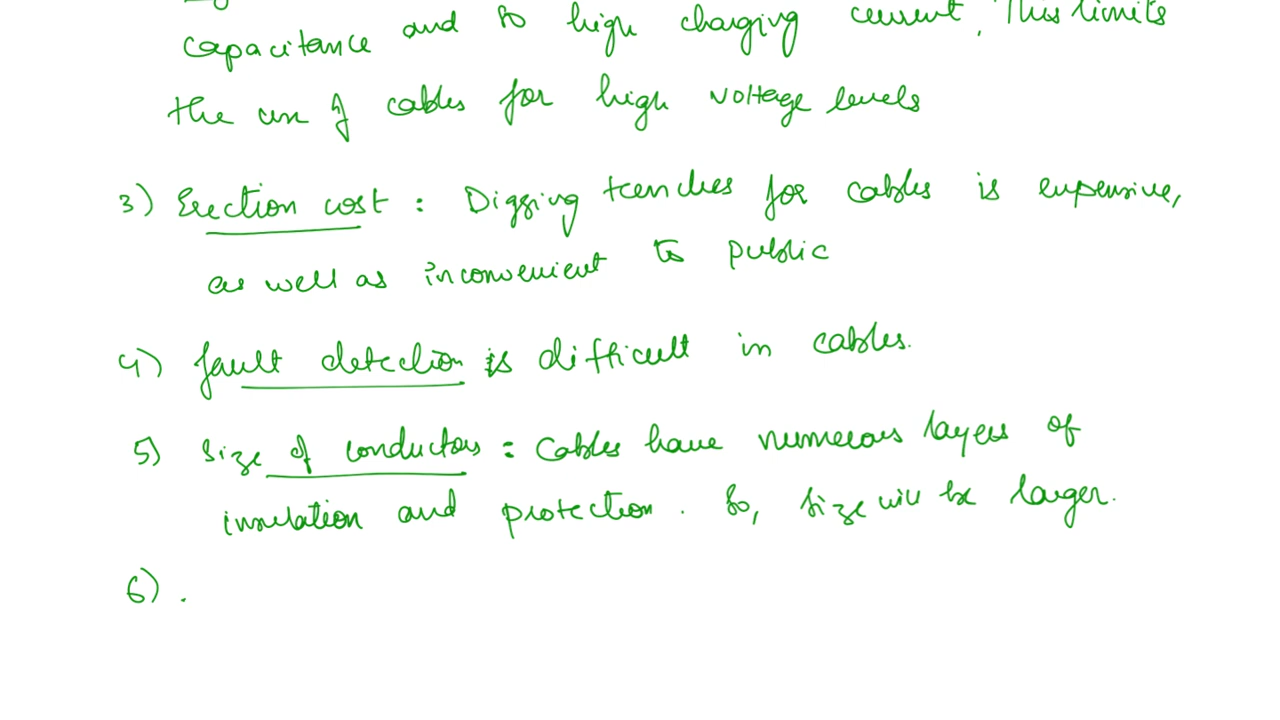 capacitance and so high charging current. This limits
the use of cables for high voltage levels
3) Erection cost : Digging trenches for cables is expensive,
as well as inconvenient to public
4) fault detection is difficult in cables.
5) Size of conductors : Cables have numerous layers of
insulation and protection. So, size will be larger.
6) .